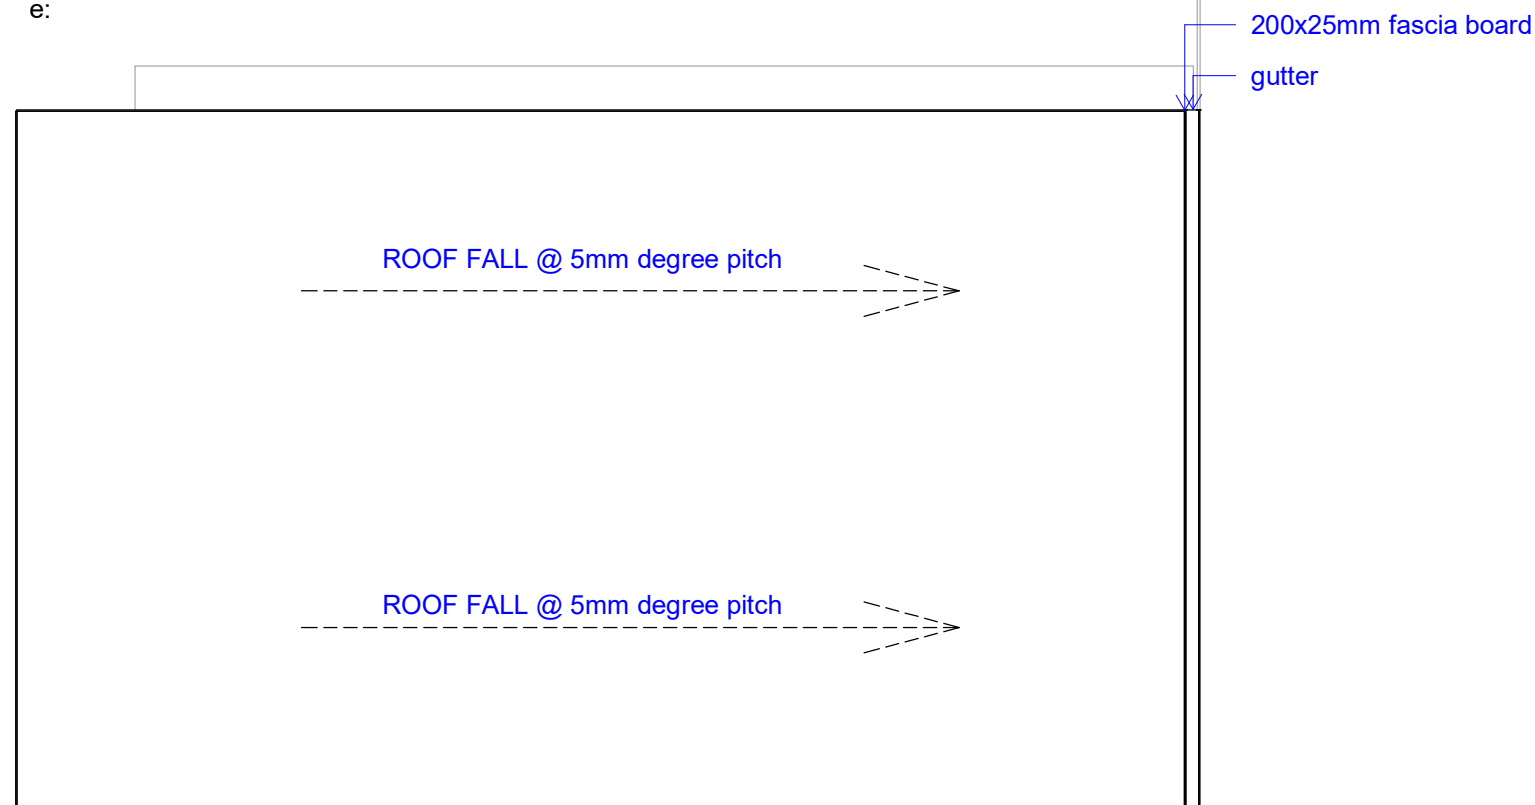 e:
200x25mm fascia board
gutter
ROOF FALL @ 5mm degree pitch
ROOF FALL @ 5mm degree pitch